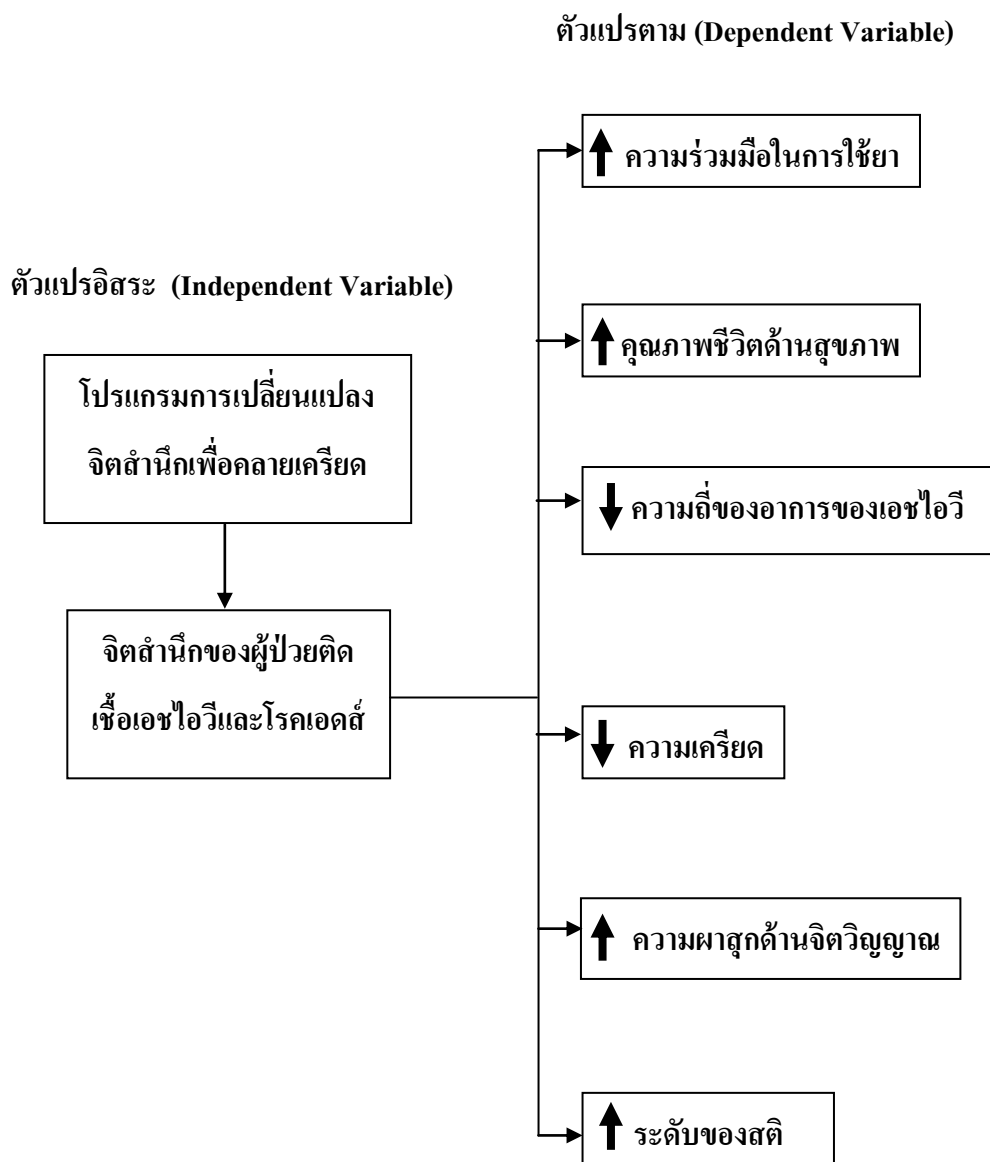 ตัวแปรตาม (Dependent Variable)
ความร่วมมือในการใช้ยา
ตัวแปรอิสระ (Independent Variable)
คุณภาพชีวิตด้านสุขภาพ
โปรแกรมการเปลี่ยนแปลง
จิตสำนึกเพื่อคลายเครียด
ความถี่ของอาการของเอชไอวี
จิตสำนึกของผู้ป่วยติด
เชื้อเอชไอวีและโรคเอดส์
ความเครียด
ความผาสุกด้านจิตวิญญาณ
ระดับของสติ